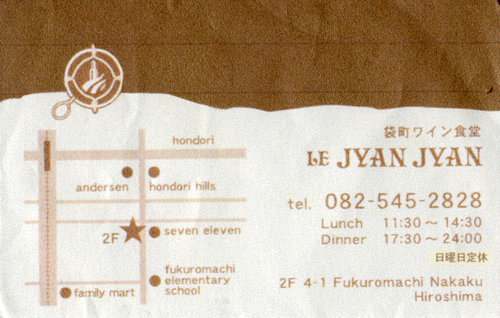 袋町ワイン食堂
LE JYAN JYAN
tel. 082-545-2828
Lunch 11:30～14:30
Dinner 17:30～24:00
日曜日定休
2F 4-1 Fukuromachi Nakaku
Hiroshima
hondori
andersen
hondori hills
2F
seven eleven
fukuromachi
elementary
school
family mart